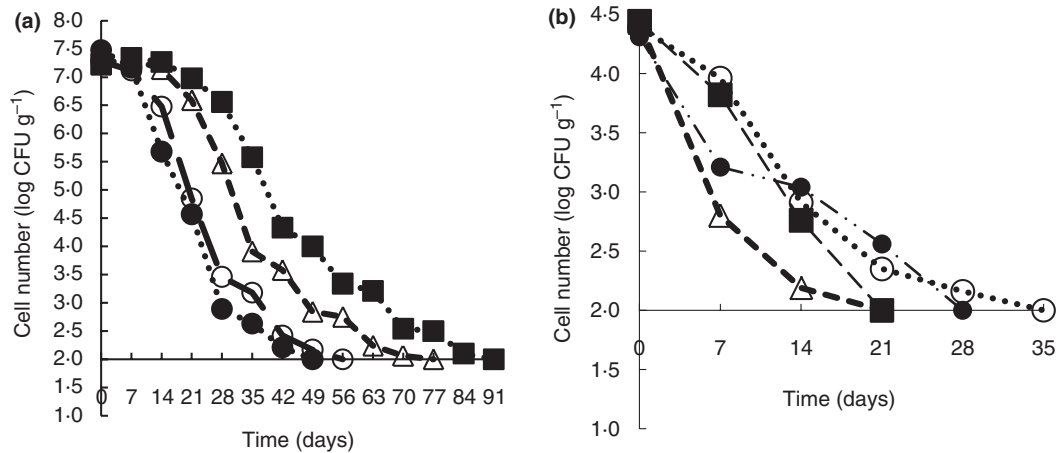 (a)
8·0
7·5
7·0
6·5
6·0
5·5
5·0
4·5
4·0
3·5
3·0
2·5
2·0
1·5
1·0
Cell number (log CFU g⁻¹)
0 7 14 21 28 35 42 49 56 63 70 77 84 91
Time (days)
(b)
4·5
4·0
3·5
3·0
2·5
2·0
1·5
1·0
Cell number (log CFU g⁻¹)
0 7 14 21 28 35
Time (days)